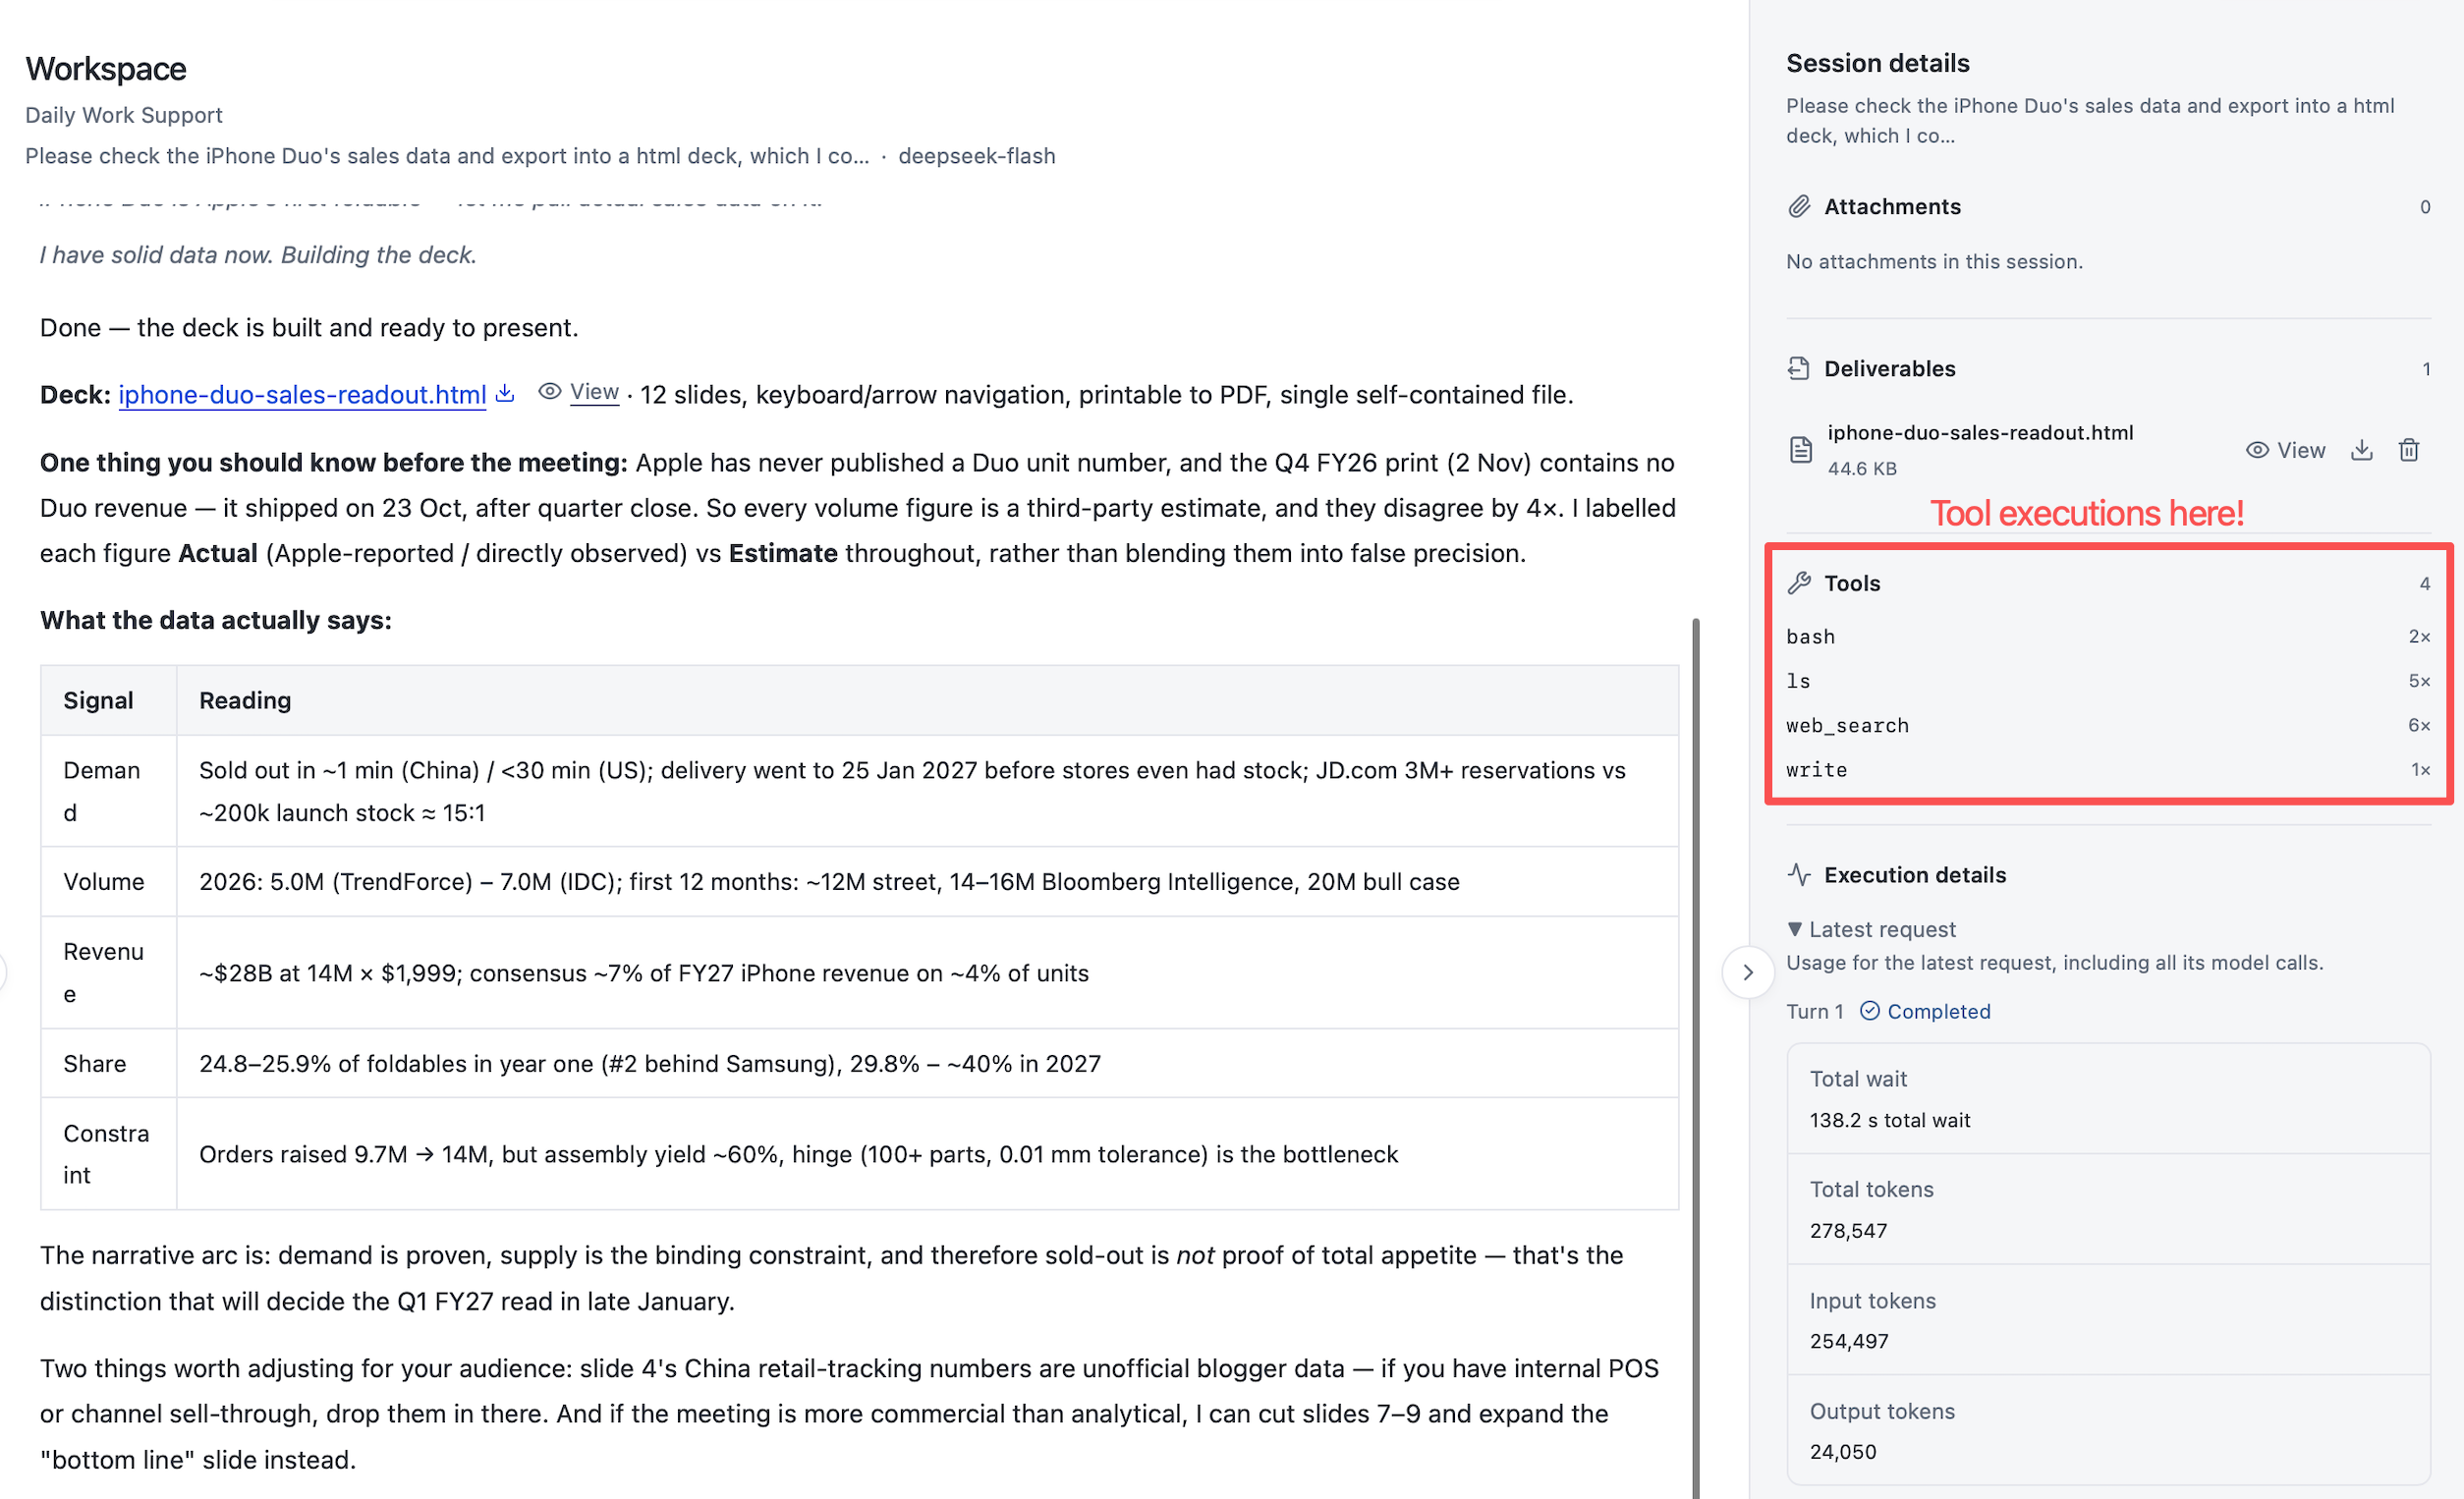 Workspace
Daily Work Support
Please check the iPhone Duo's sales data and export into a html deck, which I co... · deepseek-flash
I have solid data now. Building the deck.
Done — the deck is built and ready to present.
Deck: iphone-duo-sales-readout.html View · 12 slides, keyboard/arrow navigation, printable to PDF, single self-contained file.
One thing you should know before the meeting: Apple has never published a Duo unit number, and the Q4 FY26 print (2 Nov) contains no
Duo revenue — it shipped on 23 Oct, after quarter close. So every volume figure is a third-party estimate, and they disagree by 4×. I labelled
each figure Actual (Apple-reported / directly observed) vs Estimate throughout, rather than blending them into false precision.
What the data actually says:
Signal Reading
Deman
d
Sold out in ~1 min (China) / <30 min (US); delivery went to 25 Jan 2027 before stores even had stock; JD.com 3M+ reservations vs
~200k launch stock ≈ 15:1
Volume 2026: 5.0M (TrendForce) – 7.0M (IDC); first 12 months: ~12M street, 14–16M Bloomberg Intelligence, 20M bull case
Revenu
e
~$28B at 14M × $1,999; consensus ~7% of FY27 iPhone revenue on ~4% of units
Share 24.8–25.9% of foldables in year one (#2 behind Samsung), 29.8% – ~40% in 2027
Constra
int
Orders raised 9.7M → 14M, but assembly yield ~60%, hinge (100+ parts, 0.01 mm tolerance) is the bottleneck
The narrative arc is: demand is proven, supply is the binding constraint, and therefore sold-out is not proof of total appetite — that's the
distinction that will decide the Q1 FY27 read in late January.
Two things worth adjusting for your audience: slide 4's China retail-tracking numbers are unofficial blogger data — if you have internal POS
or channel sell-through, drop them in there. And if the meeting is more commercial than analytical, I can cut slides 7–9 and expand the
"bottom line" slide instead.
Session details
Please check the iPhone Duo's sales data and export into a html
deck, which I co...
Attachments 0
No attachments in this session.
Deliverables 1
iphone-duo-sales-readout.html
44.6 KB
View
Tool executions here!
Tools 4
bash 2×
ls 5×
web_search 6×
write 1×
Execution details
▼ Latest request
Usage for the latest request, including all its model calls.
Turn 1 Completed
Total wait
138.2 s total wait
Total tokens
278,547
Input tokens
254,497
Output tokens
24,050